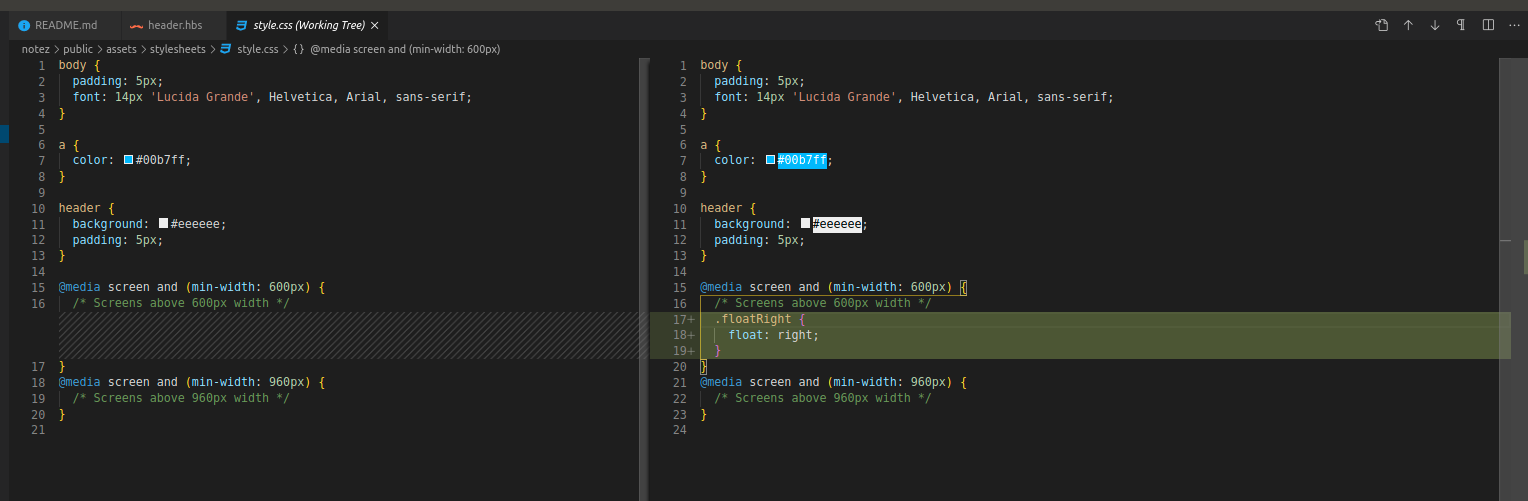 README.md header.hbs style.css (Working Tree)
notez > public > assets > stylesheets > style.css > {} @media screen and (min-width: 600px)
1 body {
2 padding: 5px;
3 font: 14px 'Lucida Grande', Helvetica, Arial, sans-serif;
4 }
5
6 a {
7 color: #00b7ff;
8 }
9
10 header {
11 background: #eeeeee;
12 padding: 5px;
13 }
14
15 @media screen and (min-width: 600px) {
16 /* Screens above 600px width */
17 }
18 @media screen and (min-width: 960px) {
19 /* Screens above 960px width */
20 }
21
1 body {
2 padding: 5px;
3 font: 14px 'Lucida Grande', Helvetica, Arial, sans-serif;
4 }
5
6 a {
7 color: #00b7ff;
8 }
9
10 header {
11 background: #eeeeee;
12 padding: 5px;
13 }
14
15 @media screen and (min-width: 600px) {
16 /* Screens above 600px width */
17+ .floatRight {
18+ float: right;
19+ }
20 }
21 @media screen and (min-width: 960px) {
22 /* Screens above 960px width */
23 }
24